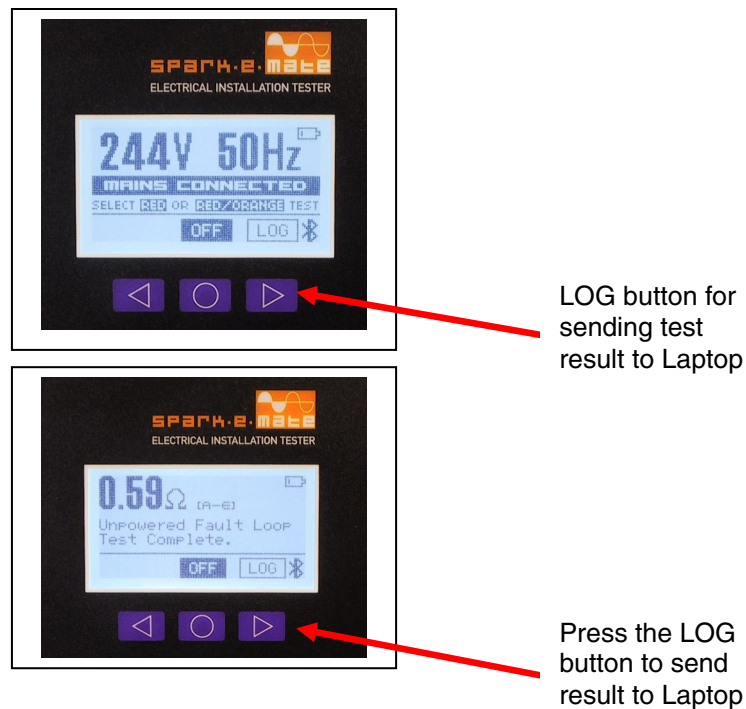 spark·e·mate
ELECTRICAL INSTALLATION TESTER
244V 50Hz
MAINS CONNECTED
SELECT RED OR RED/ORANGE TEST
OFF LOG
LOG button for
sending test
result to Laptop
spark·e·mate
ELECTRICAL INSTALLATION TESTER
0.59Ω [A-E]
Unpowered Fault Loop
Test Complete.
OFF LOG
Press the LOG
button to send
result to Laptop